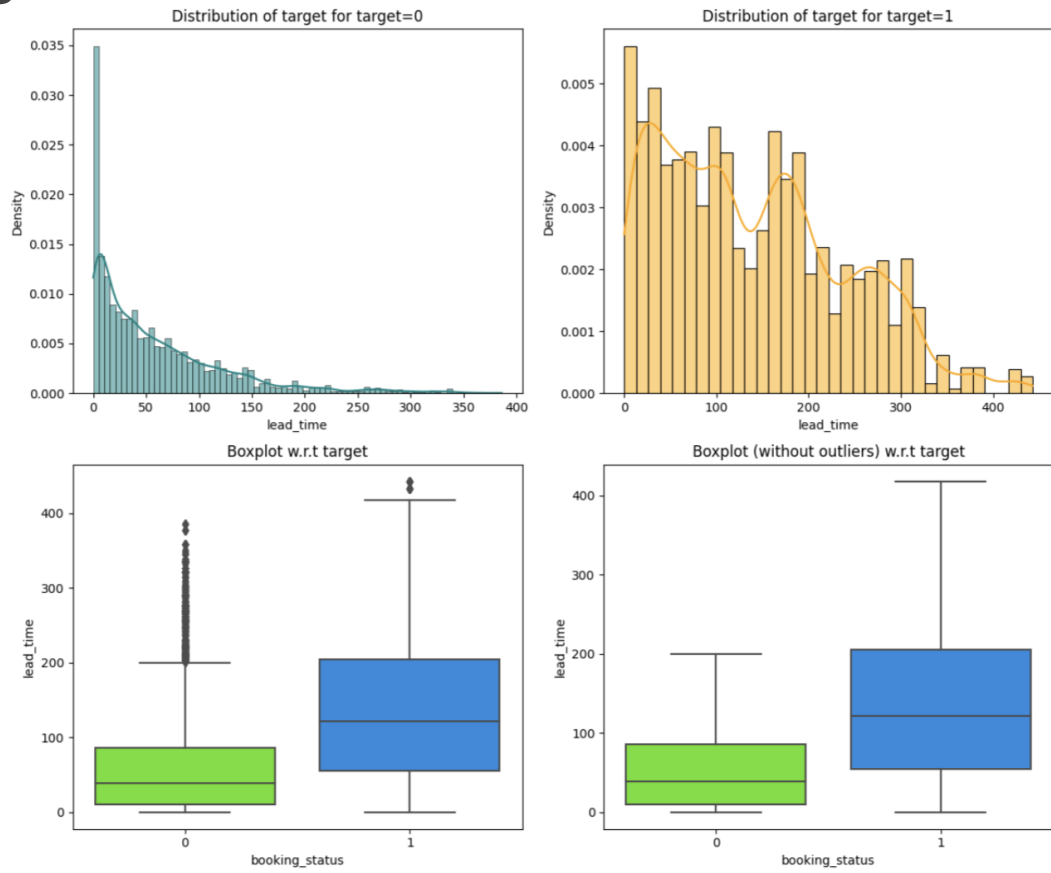 Distribution of target for target=0
0.035
0.030
0.025
0.020
0.015
0.010
0.005
0.000
Density
0 50 100 150 200 250 300 350 400
lead_time
Distribution of target for target=1
0.005
0.004
0.003
0.002
0.001
0.000
Density
0 100 200 300 400
lead_time
Boxplot w.r.t target
400
300
200
100
0
lead_time
0 1
booking_status
Boxplot (without outliers) w.r.t target
400
300
200
100
0
lead_time
0 1
booking_status